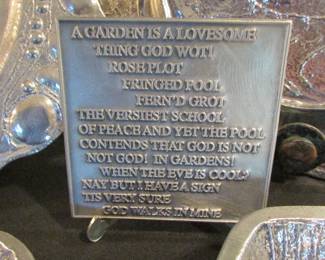 A GARDEN IS A LOVESOME
THING GOD WOT!
ROSE PLOT
FRINGED POOL
FERN'D GROT
THE VERSIEST SCHOOL
OF PEACE AND YET THE POOL
CONTENDS THAT GOD IS NOT
NOT GOD! IN GARDENS!
WHEN THE EVE IS COOL?
NAY BUT I HAVE A SIGN
TIS VERY SURE
GOD WALKS IN MINE